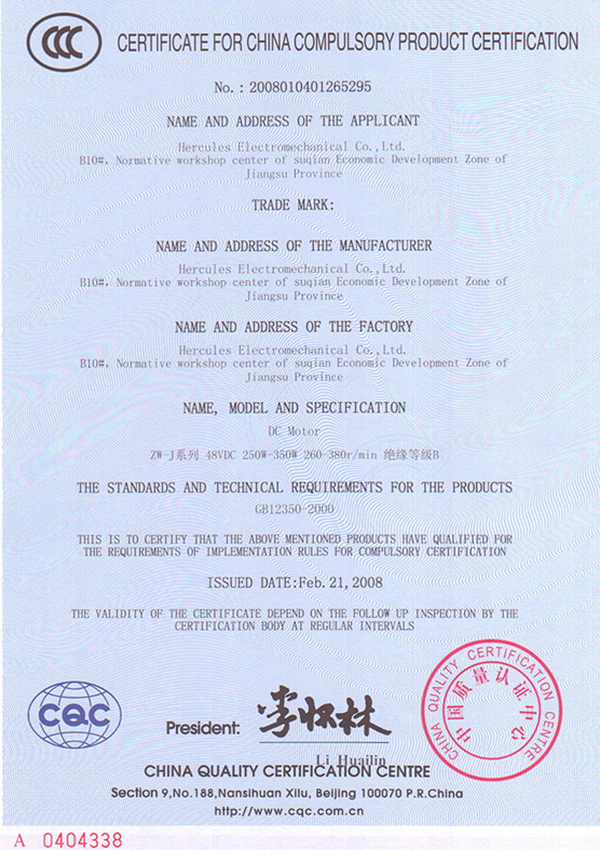 CERTIFICATE FOR CHINA COMPULSORY PRODUCT CERTIFICATION
No.: 2008010401265295
NAME AND ADDRESS OF THE APPLICANT
Hercules Electromechanical Co.,Ltd.
B10#, Normative workshop center of suqian Economic Development Zone of
Jiangsu Province
TRADE MARK:
NAME AND ADDRESS OF THE MANUFACTURER
Hercules Electromechanical Co.,Ltd.
B10#, Normative workshop center of suqian Economic Development Zone of
Jiangsu Province
NAME AND ADDRESS OF THE FACTORY
Hercules Electromechanical Co.,Ltd.
B10#, Normative workshop center of suqian Economic Development Zone of
Jiangsu Province
NAME, MODEL AND SPECIFICATION
DC Motor
ZW-J系列 48VDC 250W-350W 260-380r/min 绝缘等级B
THE STANDARDS AND TECHNICAL REQUIREMENTS FOR THE PRODUCTS
GB12350-2000
THIS IS TO CERTIFY THAT THE ABOVE MENTIONED PRODUCTS HAVE QUALIFIED FOR
THE REQUIREMENTS OF IMPLEMENTATION RULES FOR COMPULSORY CERTIFICATION
ISSUED DATE:Feb.21,2008
THE VALIDITY OF THE CERTIFICATE DEPEND ON THE FOLLOW UP INSPECTION BY THE
CERTIFICATION BODY AT REGULAR INTERVALS
CQC
President:
李怀林
Li Huailin
CHINA QUALITY CERTIFICATION CENTRE
中国质量认证中心
CHINA QUALITY CERTIFICATION CENTRE
Section 9,No.188,Nansihuan Xilu, Beijing 100070 P.R.China
http://www.cqc.com.cn
A 0404338